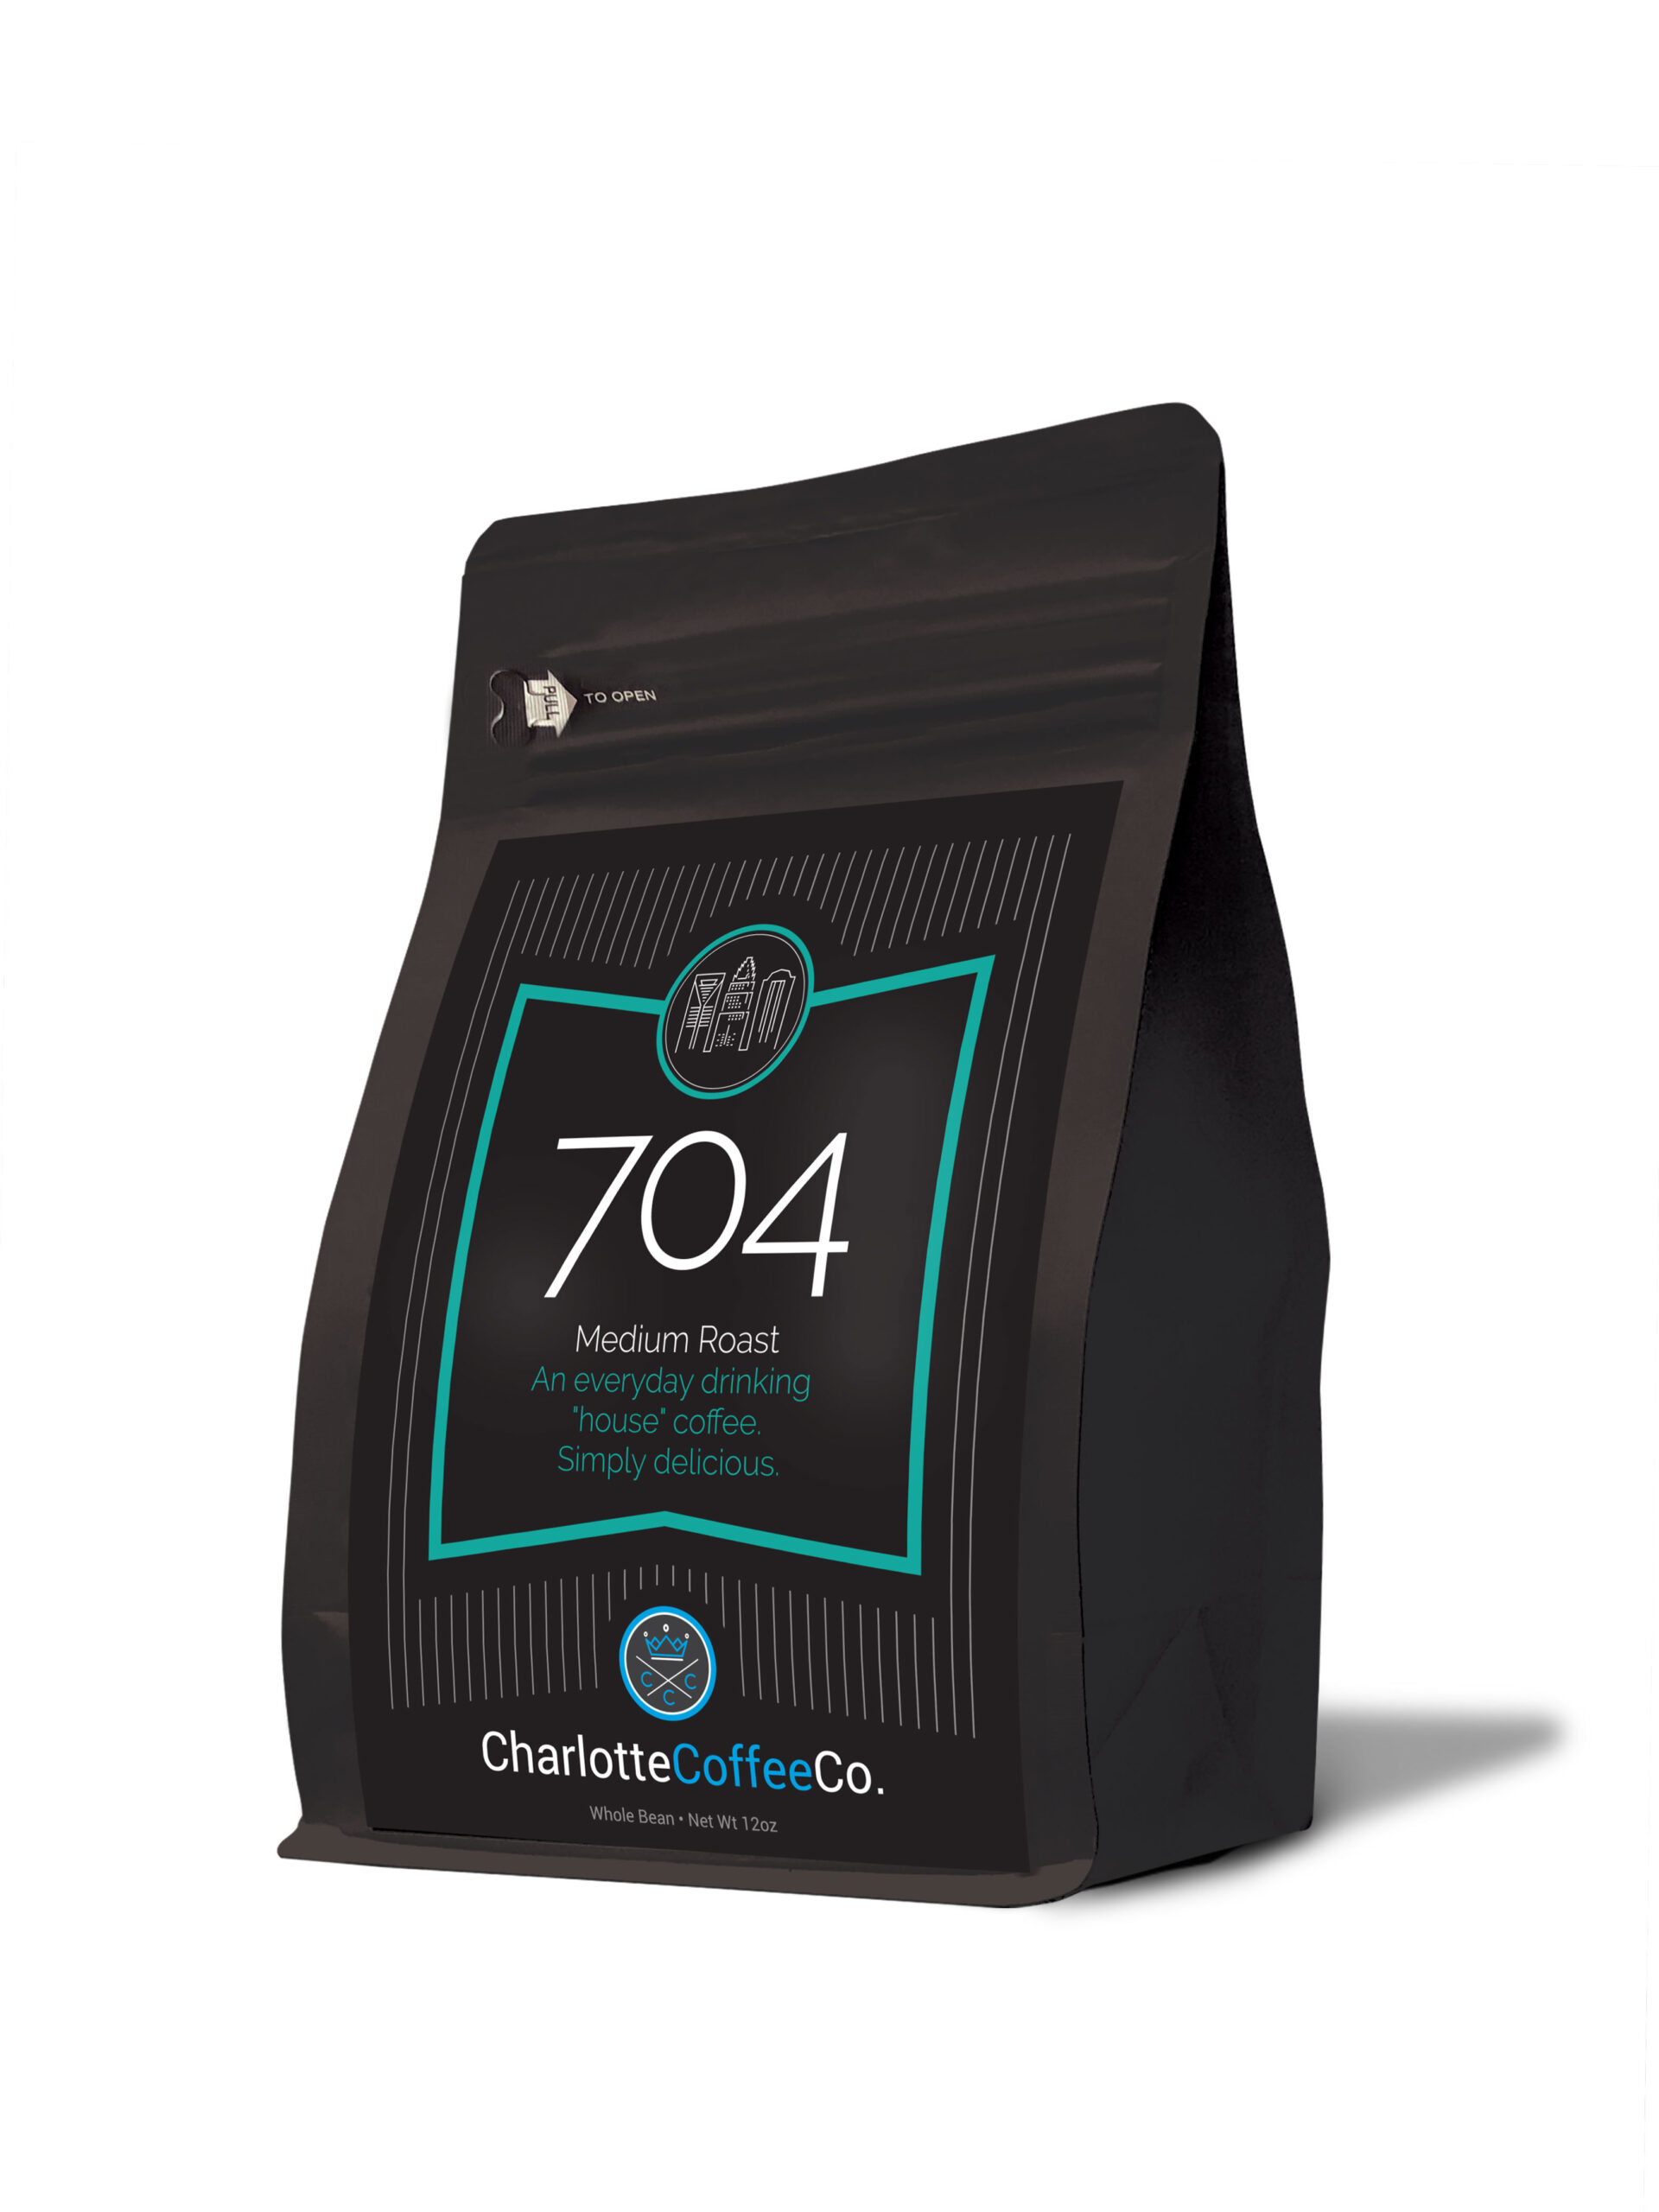 PULL TO OPEN
704
Medium Roast
An everyday drinking
"house" coffee.
Simply delicious.
C C
C
CharlotteCoffeeCo.
Whole Bean • Net Wt 12oz